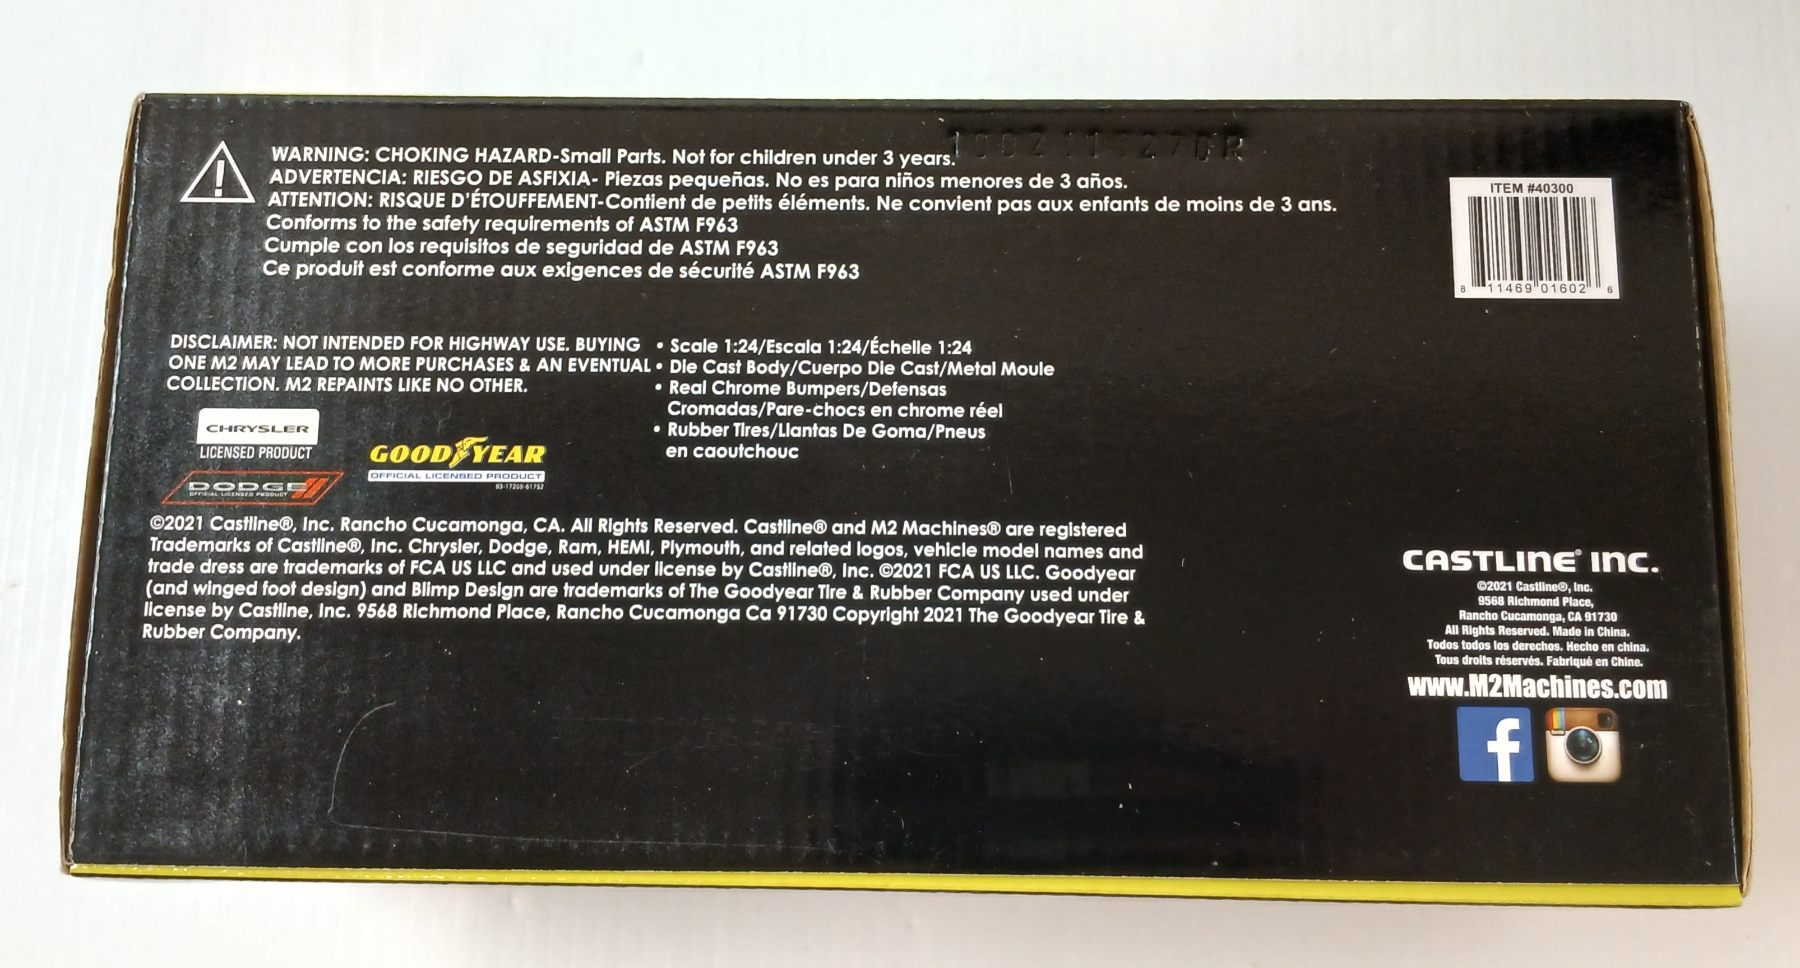 WARNING: CHOKING HAZARD-Small Parts. Not for children under 3 years.
ADVERTENCIA: RIESGO DE ASFIXIA- Piezas pequeñas. No es para niños menores de 3 años.
ATTENTION: RISQUE D'ÉTOUFFEMENT-Contient de petits éléments. Ne convient pas aux enfants de moins de 3 ans.
Conforms to the safety requirements of ASTM F963
Cumple con los requisitos de seguridad de ASTM F963
Ce produit est conforme aux exigences de sécurité ASTM F963
ITEM #40300
8 11469 01602 6
DISCLAIMER: NOT INTENDED FOR HIGHWAY USE. BUYING
ONE M2 MAY LEAD TO MORE PURCHASES & AN EVENTUAL
COLLECTION. M2 REPAINTS LIKE NO OTHER.
• Scale 1:24/Escala 1:24/Échelle 1:24
• Die Cast Body/Cuerpo Die Cast/Metal Moule
• Real Chrome Bumpers/Defensas
Cromadas/Pare-chocs en chrome réel
• Rubber Tires/Llantas De Goma/Pneus
en caoutchouc
CHRYSLER
LICENSED PRODUCT
DODGE
OFFICIAL LICENSED PRODUCT
GOODYEAR
OFFICIAL LICENSED PRODUCT
©2021 Castline®, Inc. Rancho Cucamonga, CA. All Rights Reserved. Castline® and M2 Machines® are registered
Trademarks of Castline®, Inc. Chrysler, Dodge, Ram, HEMI, Plymouth, and related logos, vehicle model names and
trade dress are trademarks of FCA US LLC and used under license by Castline®, Inc. ©2021 FCA US LLC. Goodyear
(and winged foot design) and Blimp Design are trademarks of The Goodyear Tire & Rubber Company used under
license by Castline, Inc. 9568 Richmond Place, Rancho Cucamonga Ca 91730 Copyright 2021 The Goodyear Tire &
Rubber Company.
CASTLINE® INC.
©2021 Castline®, Inc.
9568 Richmond Place,
Rancho Cucamonga, CA 91730
All Rights Reserved. Made in China.
Todos todos los derechos. Hecho en china.
Tous droits réservés. Fabriqué en Chine.
www.M2Machines.com
f